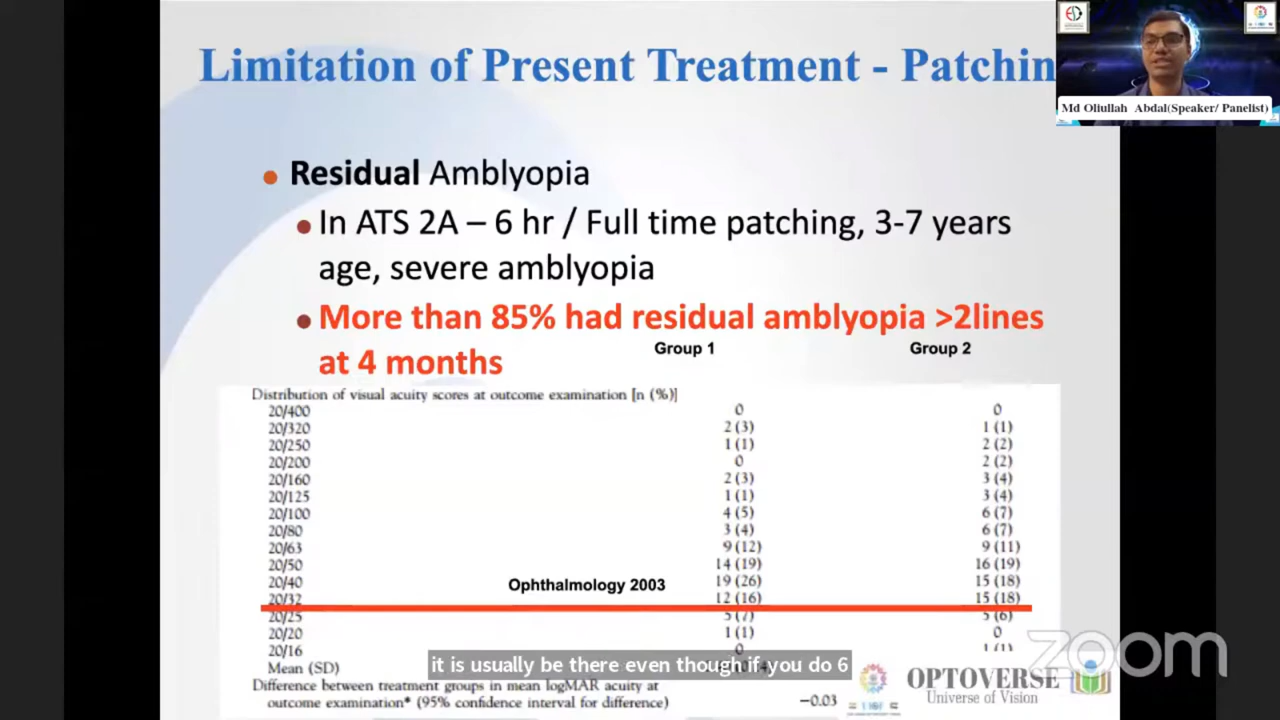 Limitation of Present Treatment - Patchin
Md Oliullah Abdal(Speaker/ Panelist)
Residual Amblyopia
In ATS 2A – 6 hr / Full time patching, 3-7 years
age, severe amblyopia
More than 85% had residual amblyopia >2lines
at 4 months
Group 1 Group 2
Distribution of visual acuity scores at outcome examination [n (%)]
20/400 0 0
20/320 2 (3) 1 (1)
20/250 1 (1) 2 (2)
20/200 0 2 (2)
20/160 2 (3) 3 (4)
20/125 1 (1) 3 (4)
20/100 4 (5) 6 (7)
20/80 3 (4) 6 (7)
20/63 9 (12) 9 (11)
20/50 14 (19) 16 (19)
20/40 19 (26) 15 (18)
Ophthalmology 2003
20/32 12 (16) 15 (18)
20/25 5 (7) 5 (6)
20/20 1 (1) 0
20/16 0 1 (1)
Mean (SD)
it is usually be there even though if you do 6
Difference between treatment groups in mean logMAR acuity at
outcome examination* (95% confidence interval for difference) −0.03
OPTOVERSE
Universe of Vision
zoom